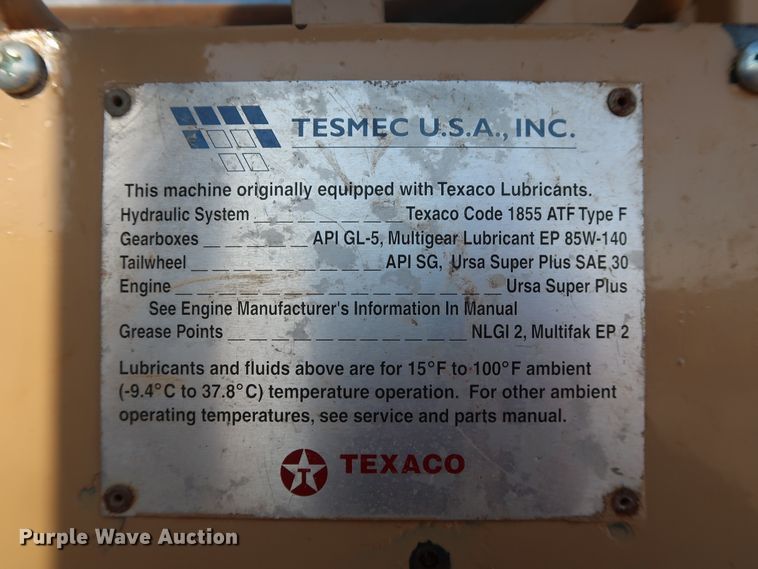 TESMEC U.S.A., INC.
This machine originally equipped with Texaco Lubricants.
Hydraulic System _ _ _ _ _ _ _ _ Texaco Code 1855 ATF Type F
Gearboxes _ _ _ _ _ _ API GL-5, Multigear Lubricant EP 85W-140
Tailwheel _ _ _ _ _ _ _ _ _ _ API SG, Ursa Super Plus SAE 30
Engine _ _ _ _ _ _ _ _ _ _ _ _ _ _ _ _ _ Ursa Super Plus
See Engine Manufacturer's Information In Manual
Grease Points _ _ _ _ _ _ _ _ _ _ _ _ NLGI 2, Multifak EP 2
Lubricants and fluids above are for 15°F to 100°F ambient
(-9.4°C to 37.8°C) temperature operation. For other ambient
operating temperatures, see service and parts manual.
T TEXACO
Purple Wave Auction